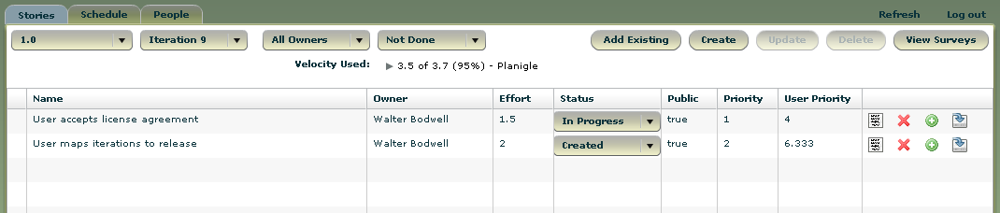 Stories Schedule People Refresh Log out
1.0 Iteration 9 All Owners Not Done Add Existing Create Update Delete View Surveys
Velocity Used: 3.5 of 3.7 (95%) - Planigle
Name Owner Effort Status Public Priority User Priority
User accepts license agreement Walter Bodwell 1.5 In Progress true 1 4
User maps iterations to release Walter Bodwell 2 Created true 2 6.333